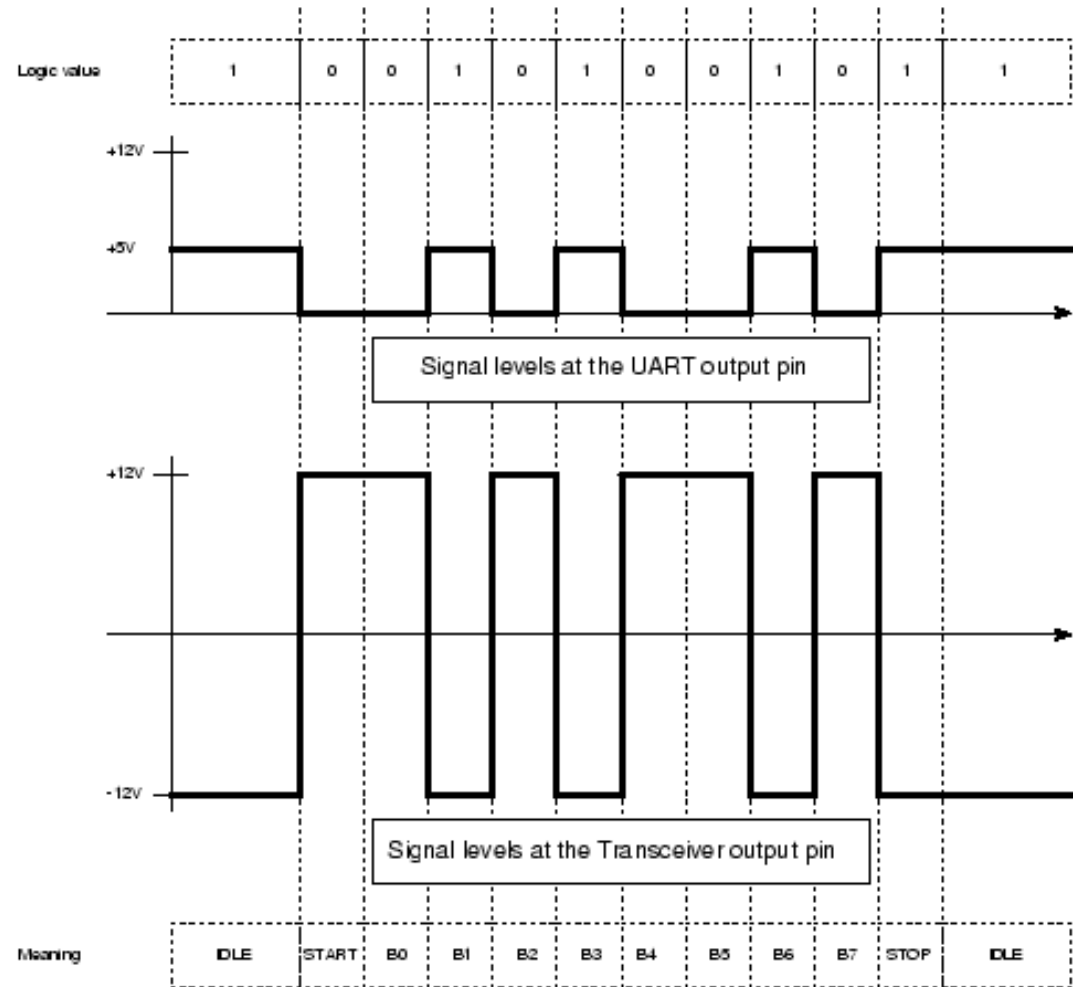 Logic value 1 0 0 1 0 1 0 0 1 0 1 1
+12V
+5V
Signal levels at the UART output pin
+12V
-12V
Signal levels at the Transceiver output pin
Meaning IDLE START B0 B1 B2 B3 B4 B5 B6 B7 STOP IDLE